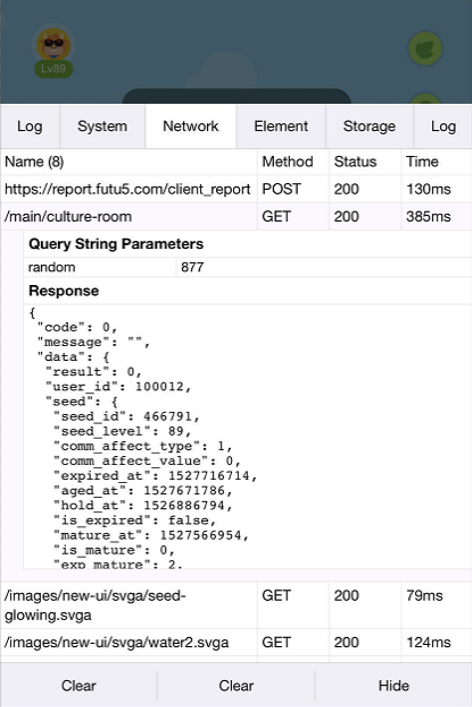 Lv89
Log System Network Element Storage Log
Name (8) Method Status Time
https://report.futu5.com/client_report POST 200 130ms
/main/culture-room GET 200 385ms
Query String Parameters
random 877
Response
{
"code": 0,
"message": "",
"data": {
"result": 0,
"user_id": 100012,
"seed": {
"seed_id": 466791,
"seed_level": 89,
"comm_affect_type": 1,
"comm_affect_value": 0,
"expired_at": 1527716714,
"aged_at": 1527671786,
"hold_at": 1526886794,
"is_expired": false,
"mature_at": 1527566954,
"is_mature": 0,
"exp_mature": 2,
/images/new-ui/svga/seed- GET 200 79ms
glowing.svga
/images/new-ui/svga/water2.svga GET 200 124ms
Clear Clear Hide